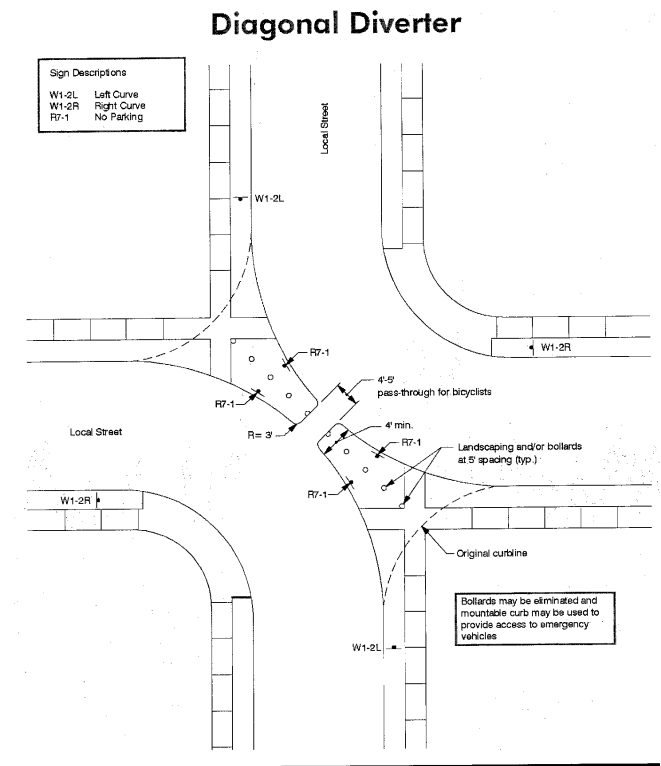 Diagonal Diverter
Sign Descriptions
W1-2L Left Curve
W1-2R Right Curve
R7-1 No Parking
Local Street
W1-2L
W1-2R
R7-1
R7-1
4'-5'
pass-through for bicyclists
R= 3'
4' min.
R7-1
Local Street
Landscaping and/or bollards
at 5' spacing (typ.)
R7-1
W1-2R
Original curbline
Bollards may be eliminated and
mountable curb may be used to
provide access to emergency
vehicles
W1-2L